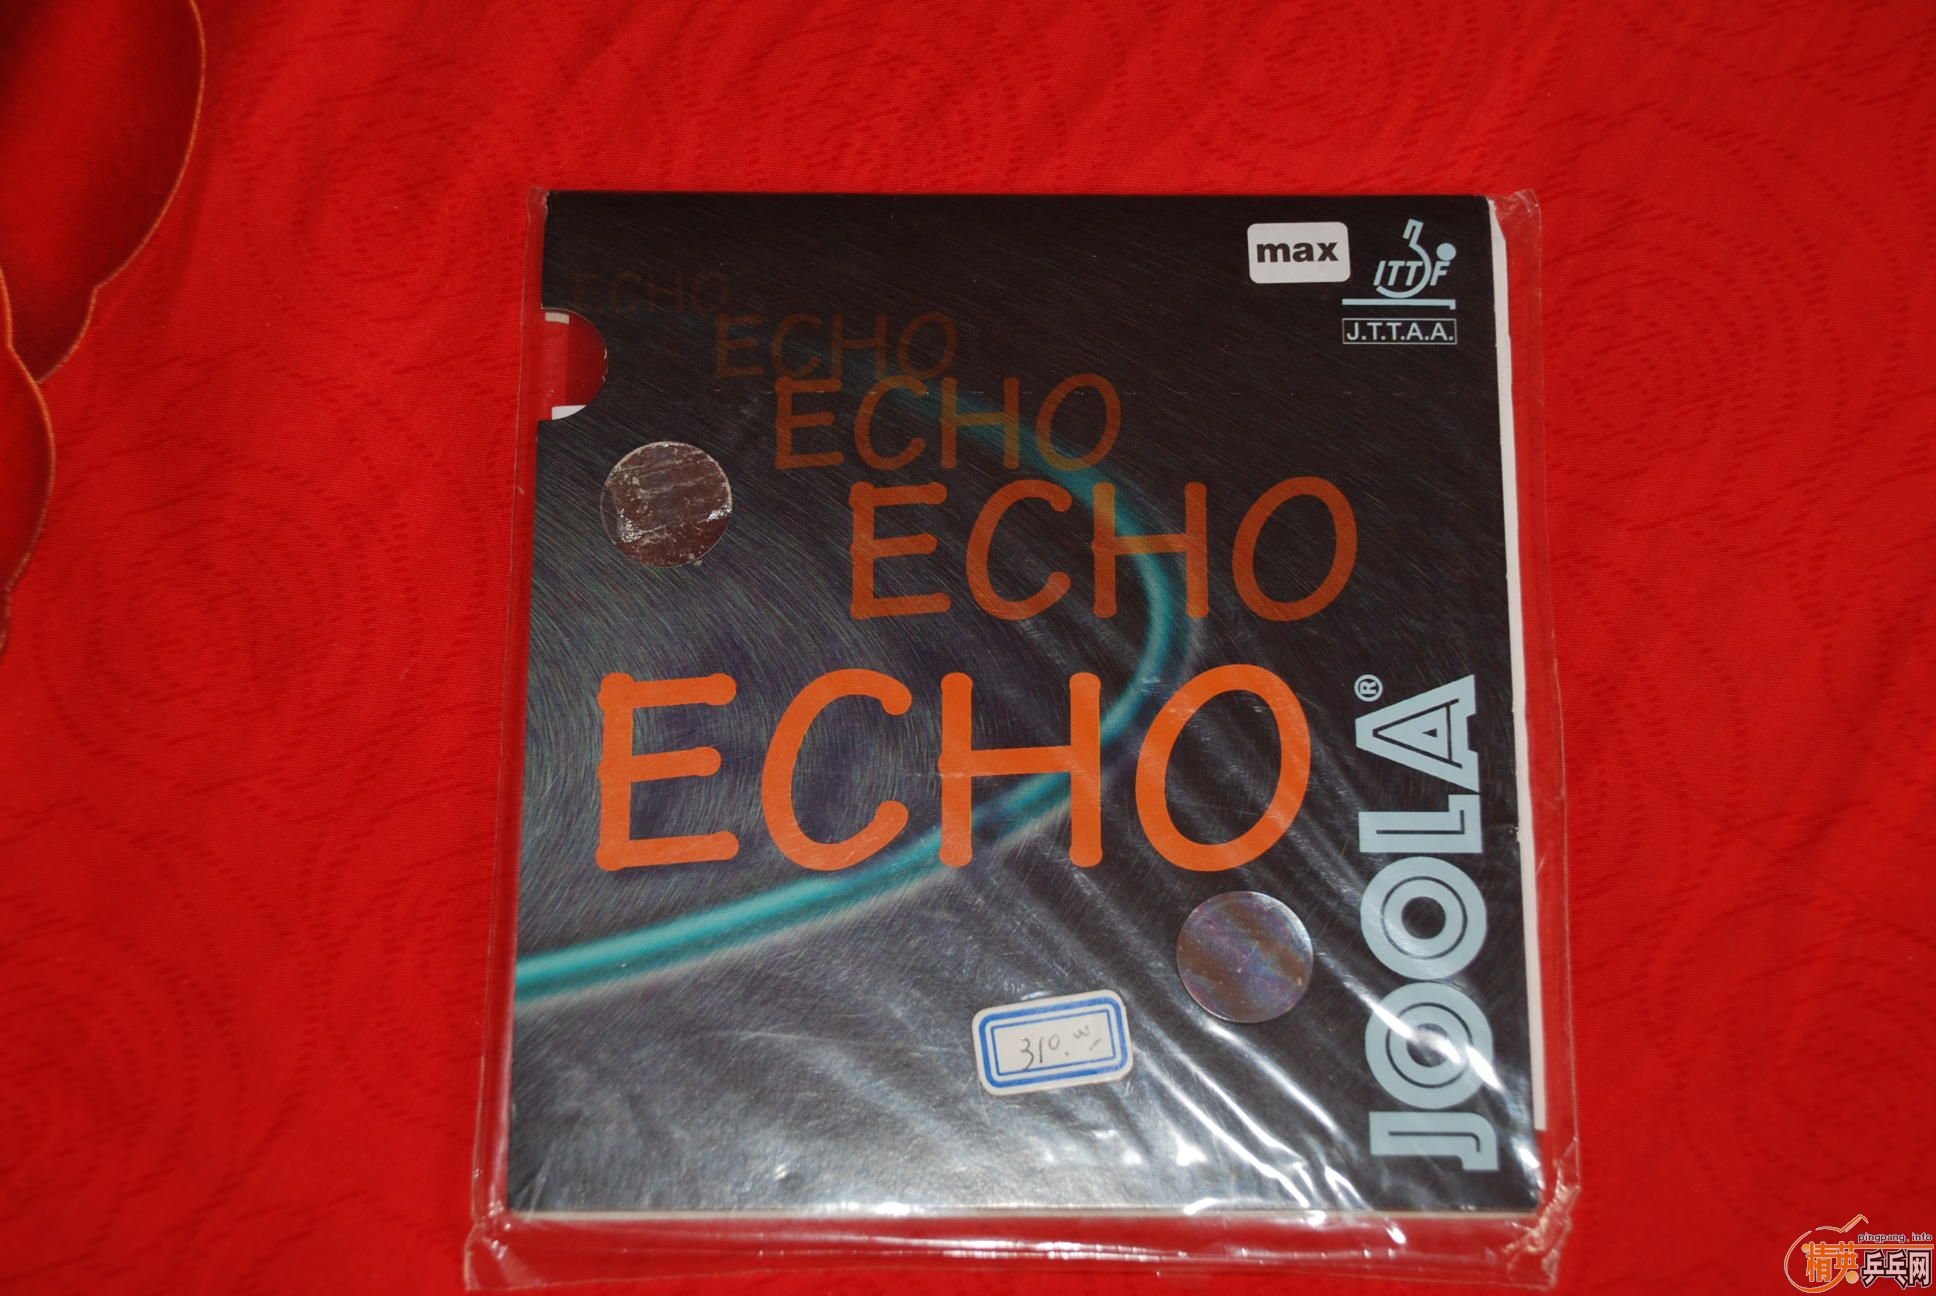 max
ITTF
J.T.T.A.A.
ECHO
ECHO
ECHO
ECHO
ECHO
JOOLA®
310.
pingpang.info
精英乒乓网